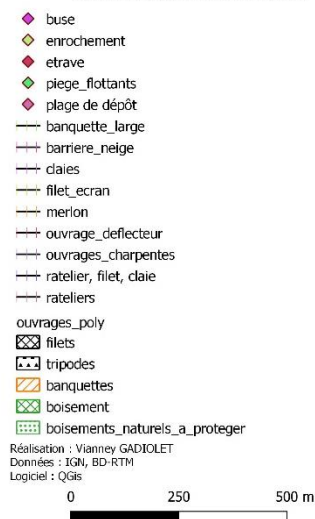 buse
enrochement
etrave
piege_flottants
plage de dépôt
banquette_large
barriere_neige
claies
filet_ecran
merlon
ouvrage_deflecteur
ouvrages_charpentes
ratelier, filet, claie
rateliers
ouvrages_poly
filets
tripodes
banquettes
boisement
boisements_naturels_a_proteger
Réalisation : Vianney GADIOLET
Données : IGN, BD-RTM
Logiciel : QGis
0 250 500 m